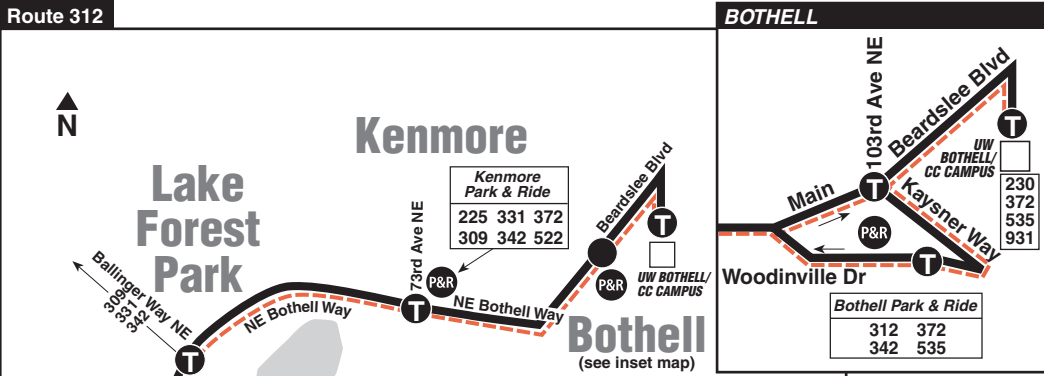 Route 312
N
Kenmore
Lake
Forest
Park
Kenmore
Park & Ride
225 331 372
309 342 522
Ballinger Way NE
309
331
342
T
NE Bothell Way
73rd Ave NE
P&R
T
NE Bothell Way
Beardslee Blvd
T
P&R
UW BOTHELL/
CC CAMPUS
Bothell
(see inset map)
BOTHELL
103rd Ave NE
Beardslee Blvd
T
UW
BOTHELL/
CC CAMPUS
230
372
535
931
Main
T
Kaysner Way
P&R
T
Woodinville Dr
Bothell Park & Ride
312 372
342 535